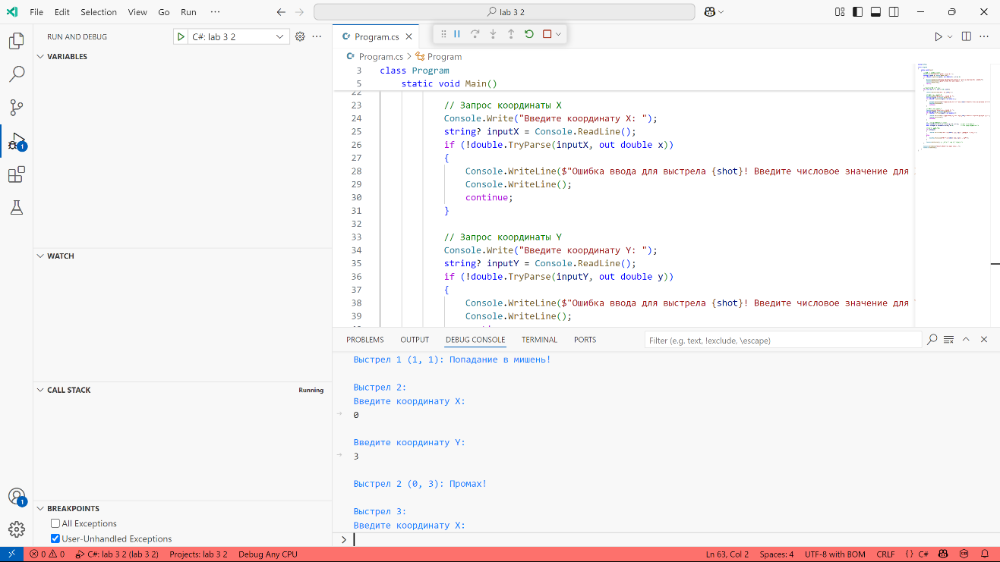 File Edit Selection View Go Run ··· lab 3 2
RUN AND DEBUG C#: lab 3 2
VARIABLES
WATCH
CALL STACK Running
BREAKPOINTS
All Exceptions
User-Unhandled Exceptions
1
1
Program.cs
Program.cs > Program
3 class Program
5 static void Main()
22
23 // Запрос координаты X
24 Console.Write("Введите координату X: ");
25 string? inputX = Console.ReadLine();
26 if (!double.TryParse(inputX, out double x))
27 {
28 Console.WriteLine($"Ошибка ввода для выстрела {shot}! Введите числовое значение для
29 Console.WriteLine();
30 continue;
31 }
32
33 // Запрос координаты Y
34 Console.Write("Введите координату Y: ");
35 string? inputY = Console.ReadLine();
36 if (!double.TryParse(inputY, out double y))
37 {
38 Console.WriteLine($"Ошибка ввода для выстрела {shot}! Введите числовое значение для
39 Console.WriteLine();
PROBLEMS OUTPUT DEBUG CONSOLE TERMINAL PORTS Filter (e.g. text, !exclude, \escape)
Выстрел 1 (1, 1): Попадание в мишень!
Выстрел 2:
Введите координату X:
0
Введите координату Y:
3
Выстрел 2 (0, 3): Промах!
Выстрел 3:
Введите координату X:
0 0 C#: lab 3 2 (lab 3 2) Projects: lab 3 2 Debug Any CPU Ln 63, Col 2 Spaces: 4 UTF-8 with BOM CRLF {} C#